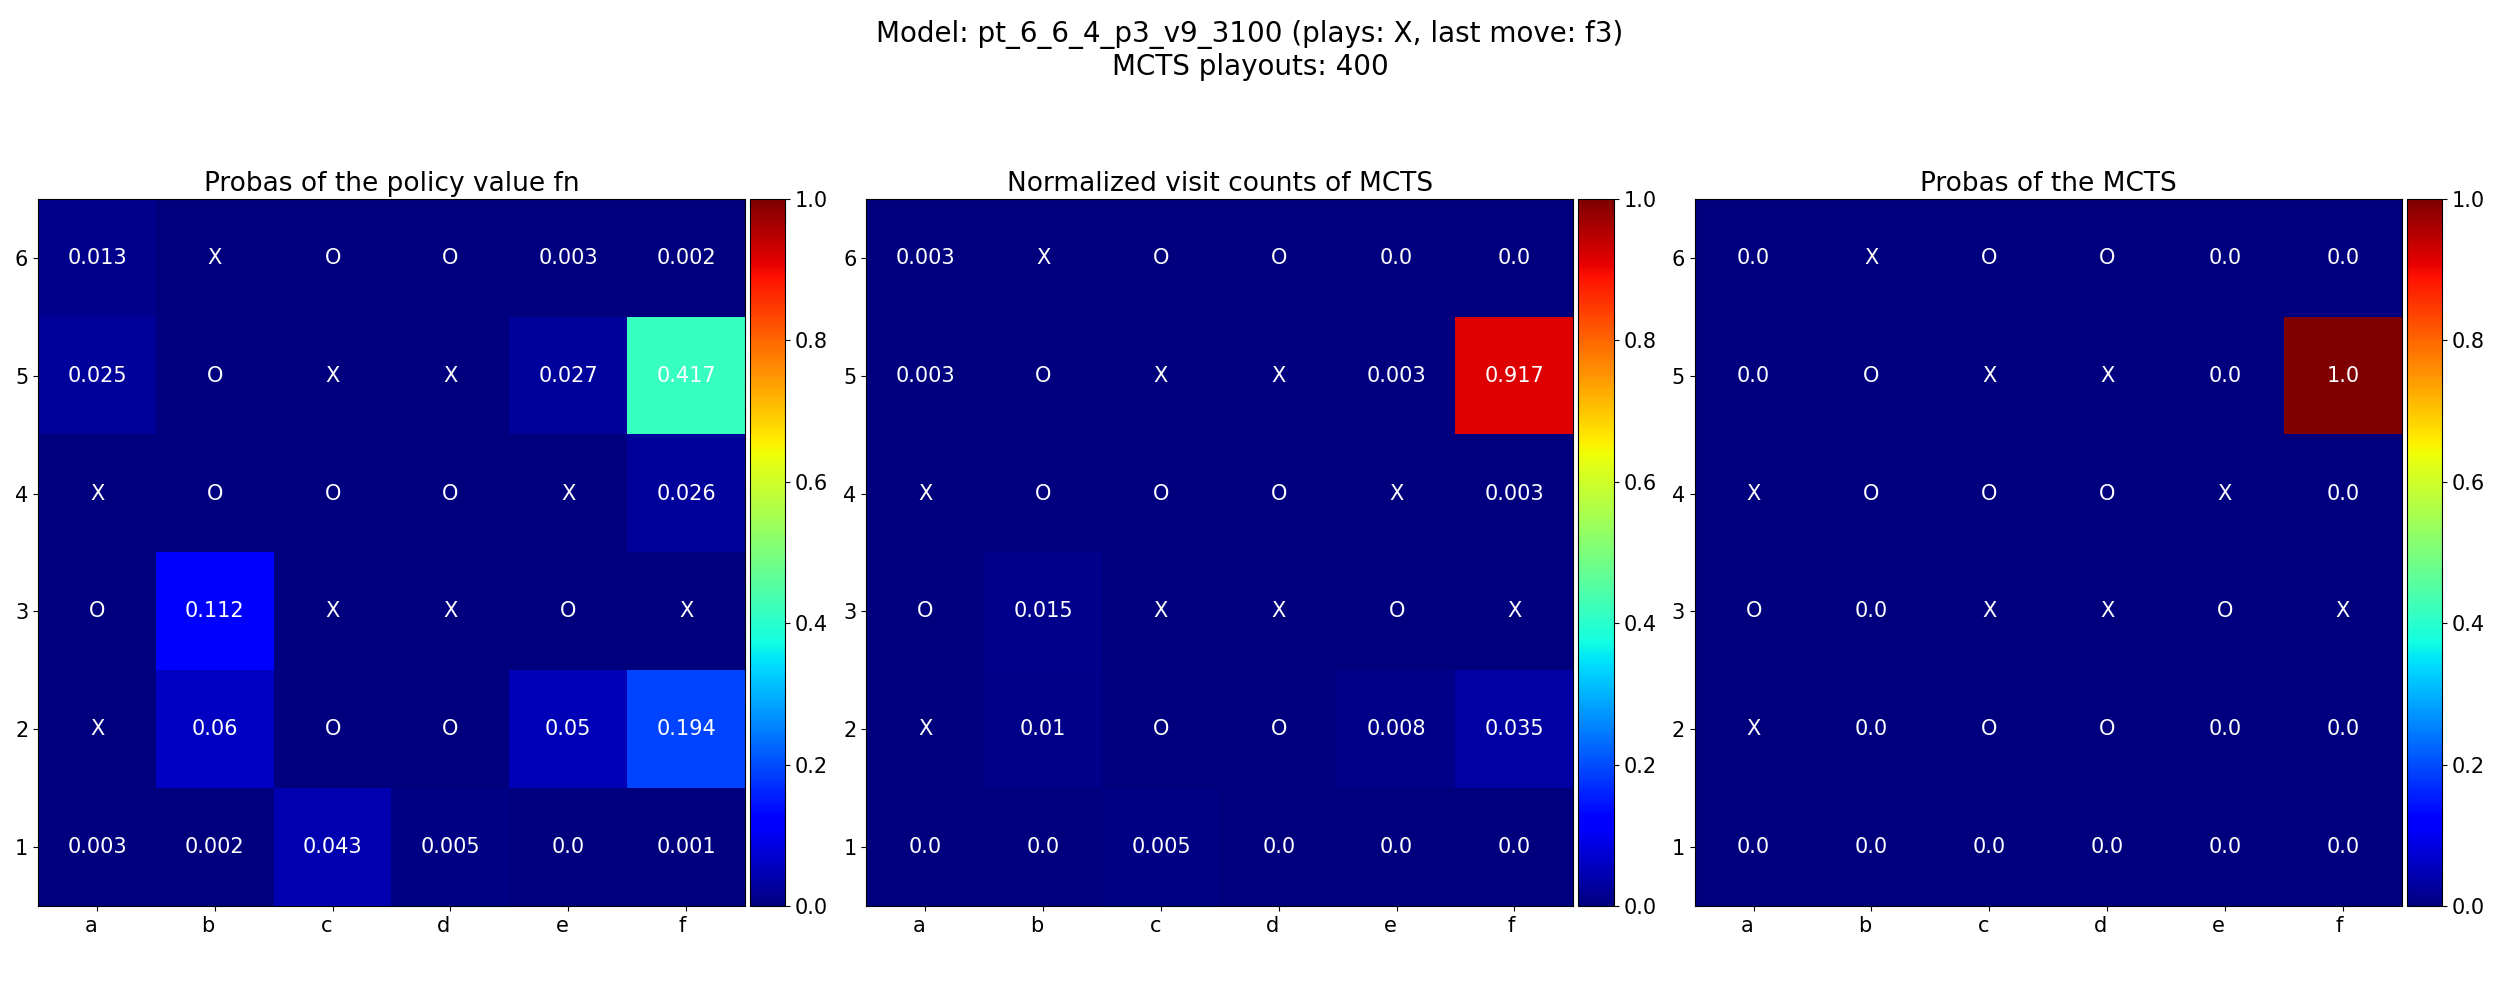 Model: pt_6_6_4_p3_v9_3100 (plays: X, last move: f3)
MCTS playouts: 400
Probas of the policy value fn
1.0
6 0.013 X O O 0.003 0.002
0.8
5 0.025 O X X 0.027 0.417
4 X O O O X 0.026
0.6
3 O 0.112 X X O X
0.4
2 X 0.06 O O 0.05 0.194
0.2
1 0.003 0.002 0.043 0.005 0.0 0.001
0.0
a b c d e f
Normalized visit counts of MCTS
1.0
6 0.003 X O O 0.0 0.0
0.8
5 0.003 O X X 0.003 0.917
4 X O O O X 0.003
0.6
3 O 0.015 X X O X
0.4
2 X 0.01 O O 0.008 0.035
0.2
1 0.0 0.0 0.005 0.0 0.0 0.0
0.0
a b c d e f
Probas of the MCTS
1.0
6 0.0 X O O 0.0 0.0
0.8
5 0.0 O X X 0.0 1.0
4 X O O O X 0.0
0.6
3 O 0.0 X X O X
0.4
2 X 0.0 O O 0.0 0.0
0.2
1 0.0 0.0 0.0 0.0 0.0 0.0
0.0
a b c d e f